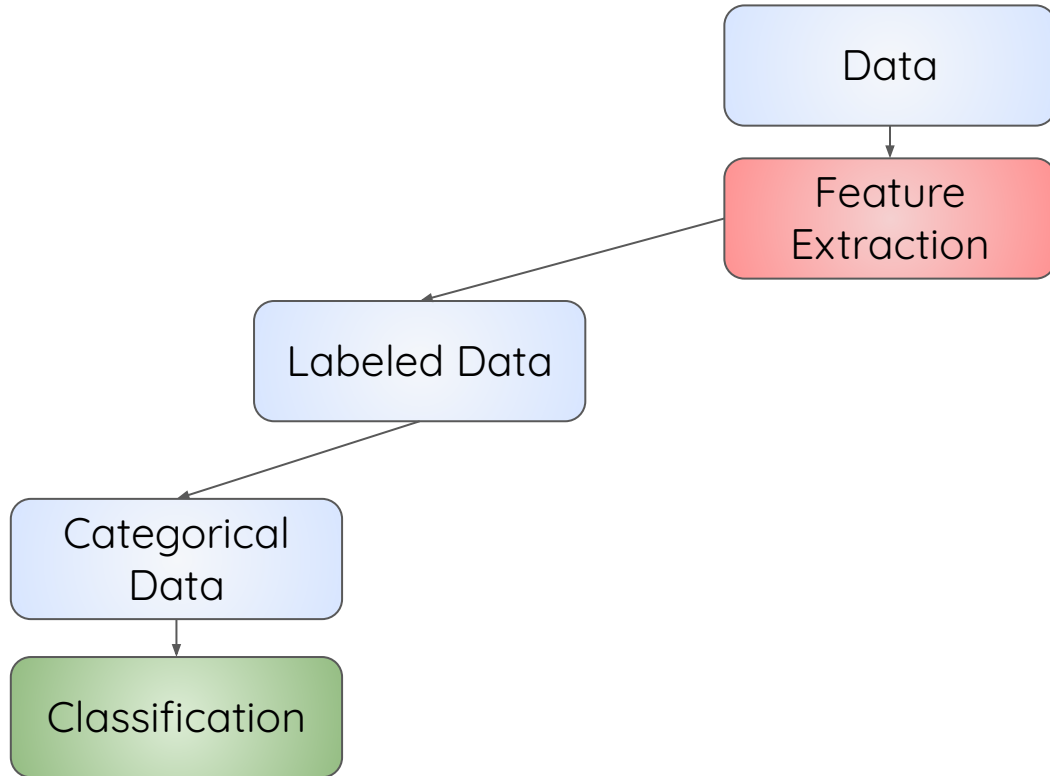 Data
Feature
Extraction
Labeled Data
Categorical
Data
Classification